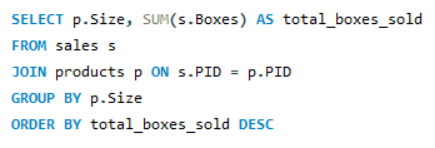 SELECT p.Size, SUM(s.Boxes) AS total_boxes_sold
FROM sales s
JOIN products p ON s.PID = p.PID
GROUP BY p.Size
ORDER BY total_boxes_sold DESC